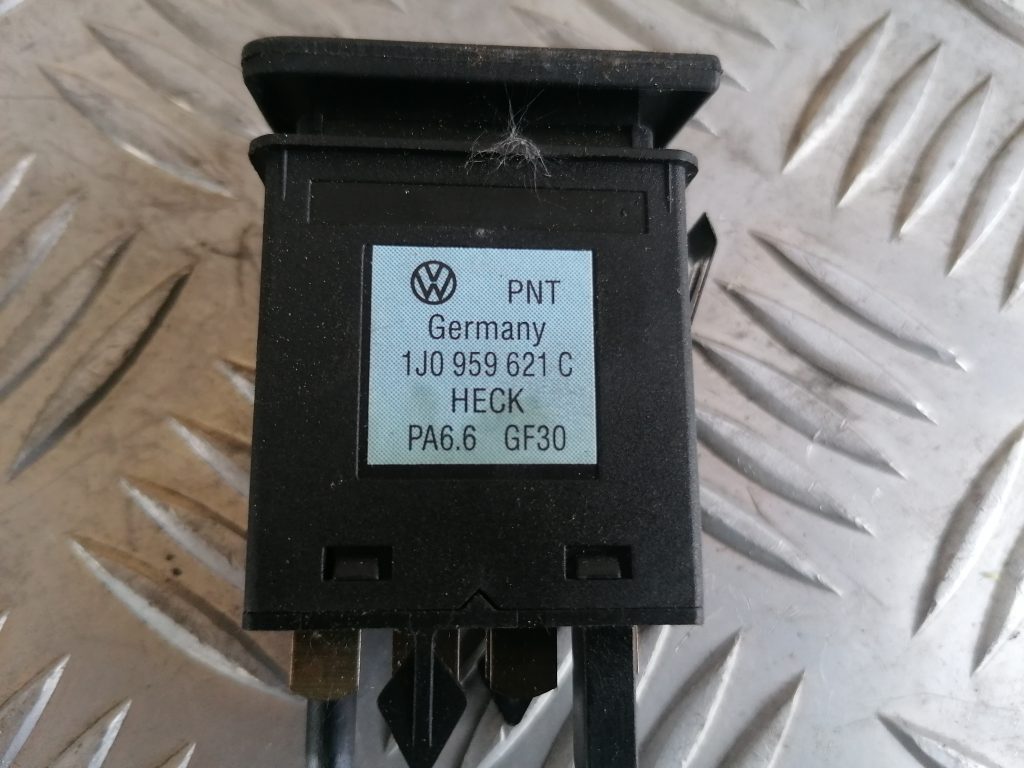 PNT
Germany
1J0 959 621 C
HECK
PA6.6 GF30